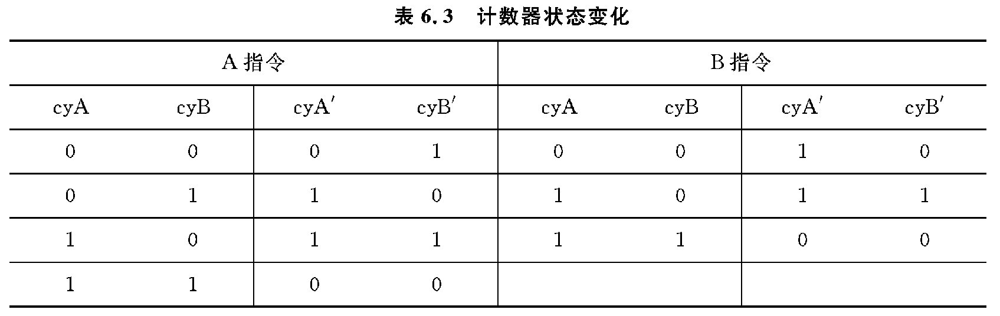 表 6.3 计数器状态变化
A 指令 B 指令
cyA cyB cyA′ cyB′ cyA cyB cyA′ cyB′
0 0 0 1 0 0 1 0
0 1 1 0 1 0 1 1
1 0 1 1 1 1 0 0
1 1 0 0